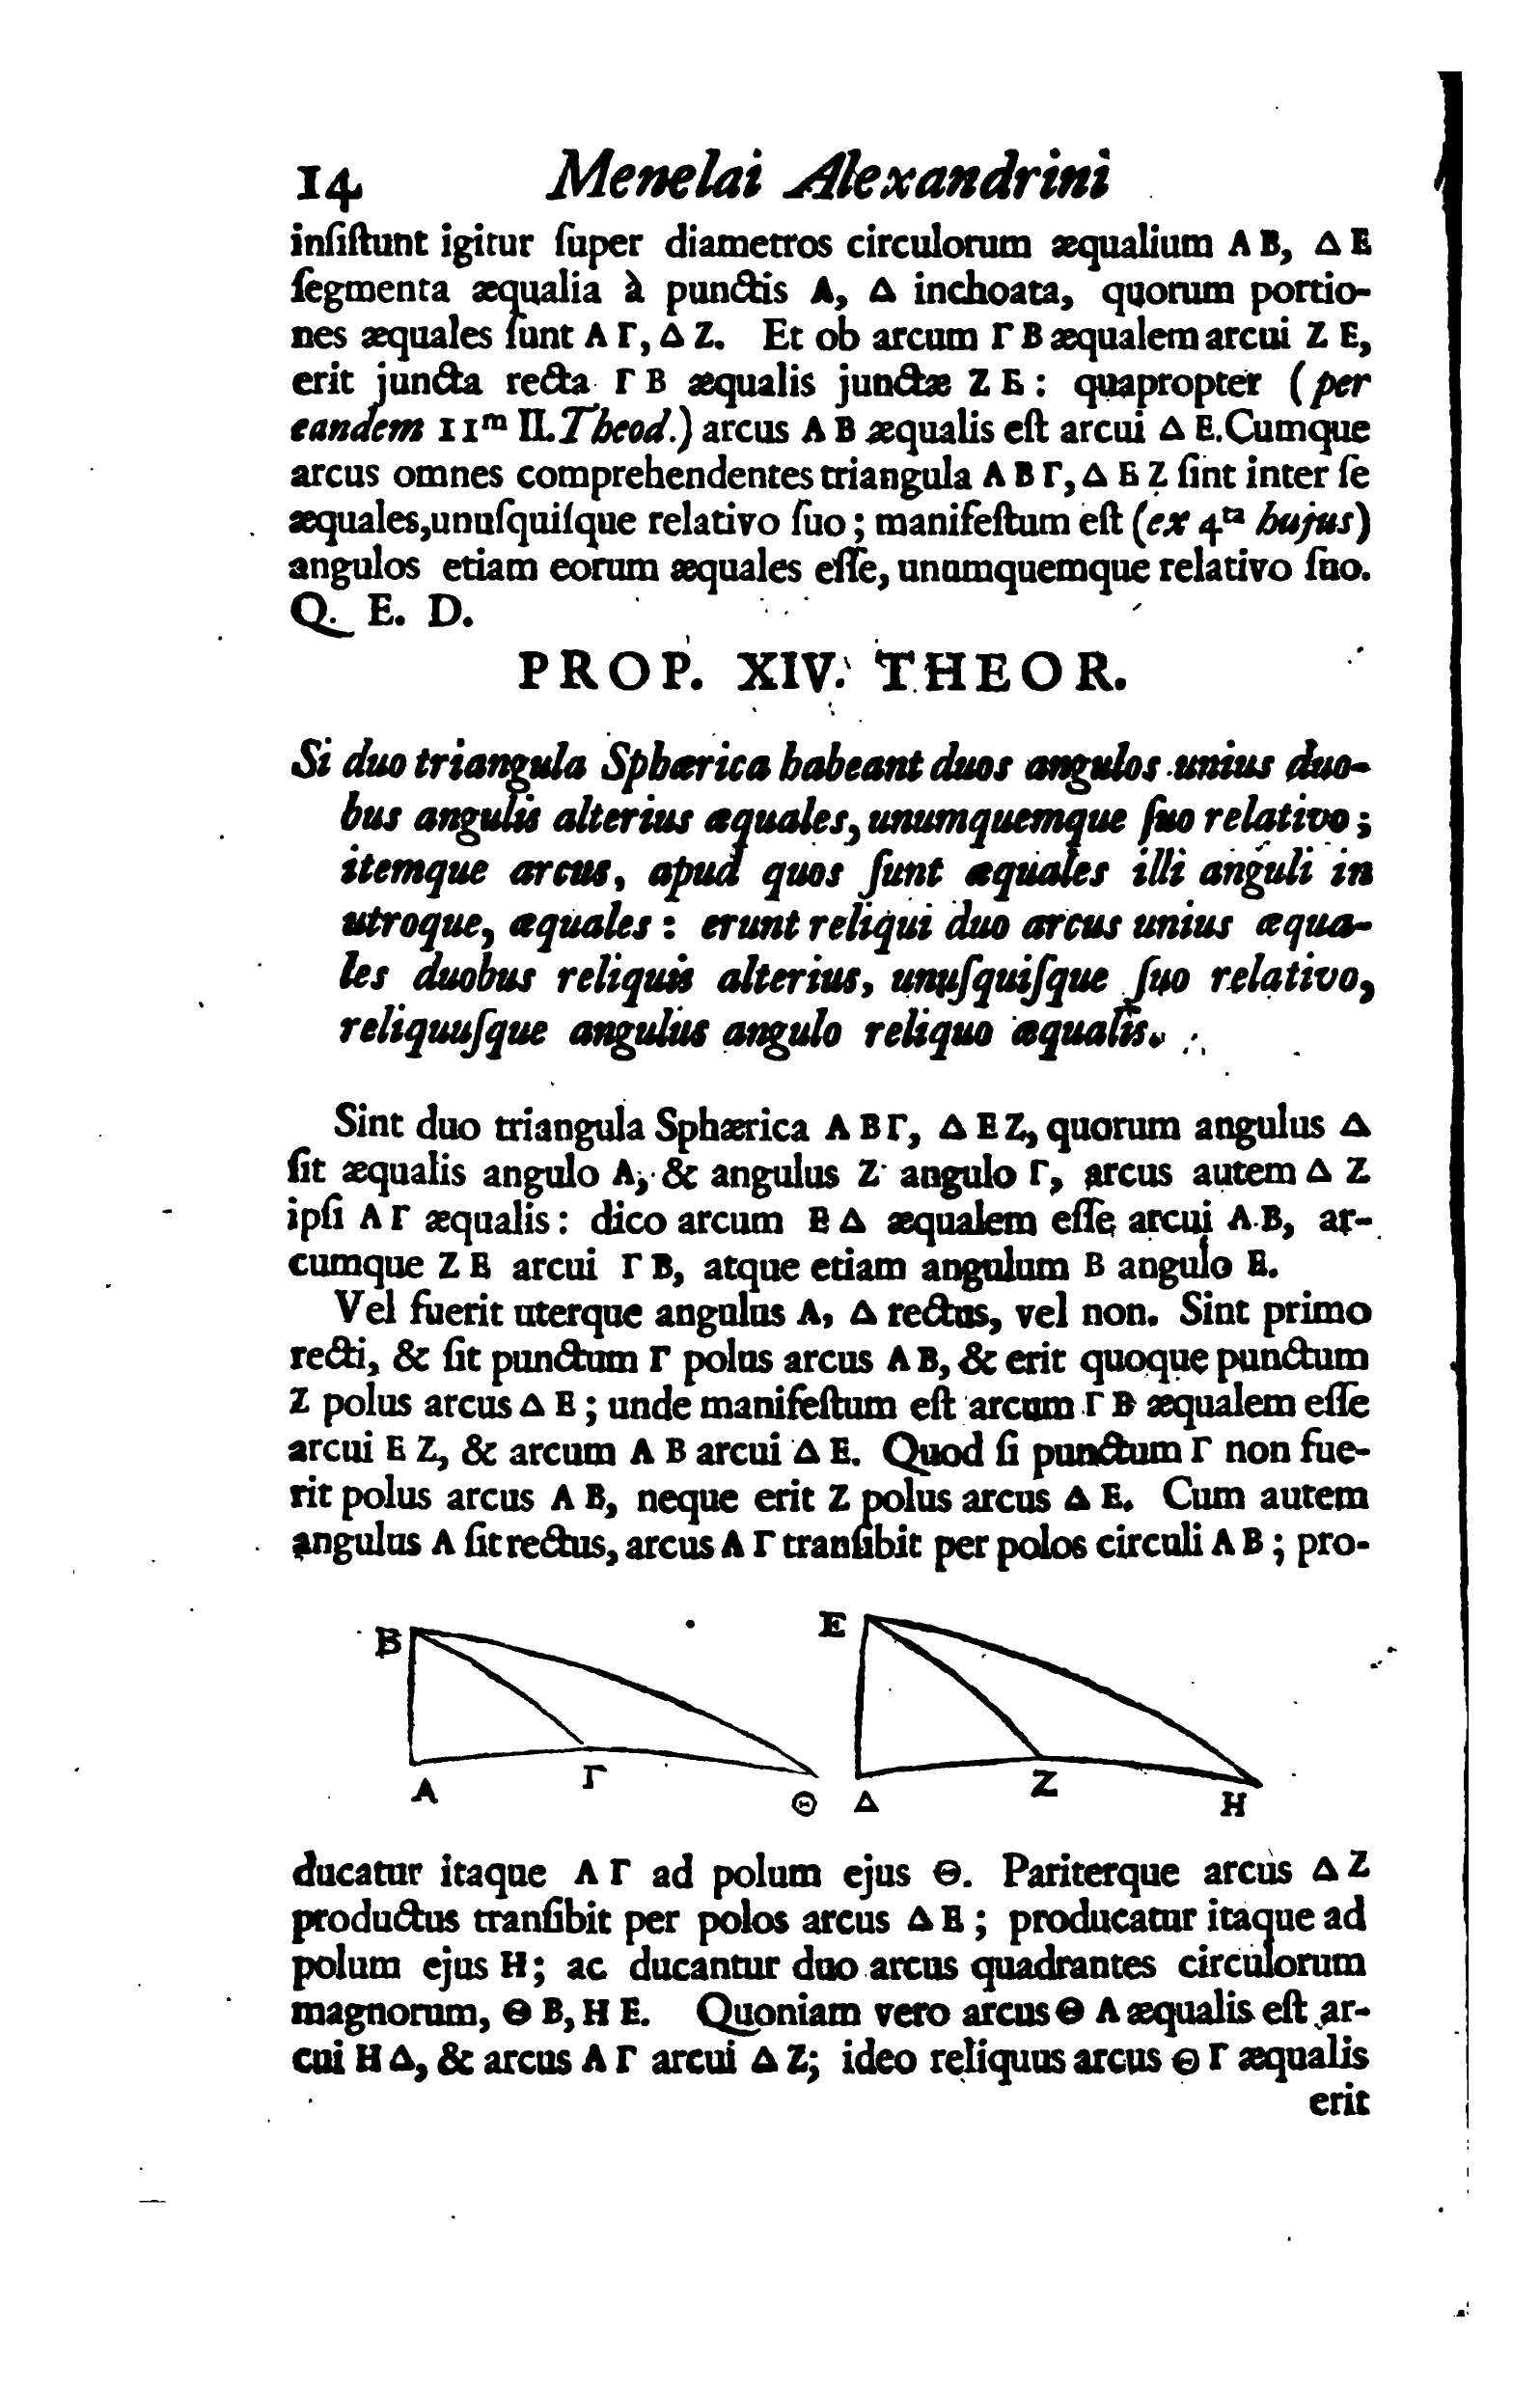 14 Menelai Alexandrini
inſiſtunt igitur ſuper diametros circulorum æqualium Α Β, Δ Ε
ſegmenta æqualia à punctis Α, Δ inchoata, quorum portio-
nes æquales ſunt Α Γ, Δ Ζ. Et ob arcum Γ Β æqualem arcui Ζ Ε,
erit juncta recta Γ Β æqualis junctæ Ζ Ε: quapropter (per
eandem 11ᵐ II. Theod.) arcus Α Β æqualis eſt arcui Δ Ε. Cumque
arcus omnes comprehendentes triangula Α Β Γ, Δ Ε Ζ ſint inter ſe
æquales, unuſquiſque relativo ſuo; manifeſtum eſt (ex 4ᵗᵃ hujus)
angulos etiam eorum æquales eſſe, unumquemque relativo ſuo.
Q. E. D.
PROP. XIV. THEOR.
Si duo triangula Sphærica habeant duos angulos unius duo-
bus angulis alterius æquales, unumquemque ſuo relativo;
itemque arcus, apud quos ſunt æquales illi anguli in
utroque, æquales: erunt reliqui duo arcus unius æqua-
les duobus reliquis alterius, unuſquiſque ſuo relativo,
reliquuſque angulus angulo reliquo æqualis.
Sint duo triangula Sphærica Α Β Γ, Δ Ε Ζ, quorum angulus Δ
ſit æqualis angulo Α, & angulus Ζ angulo Γ, arcus autem Δ Ζ
ipſi Α Γ æqualis: dico arcum Ε Δ æqualem eſſe arcui Α Β, ar-
cumque Ζ Ε arcui Γ Β, atque etiam angulum Β angulo Ε.
Vel fuerit uterque angulus Α, Δ rectus, vel non. Sint primo
recti, & ſit punctum Γ polus arcus Α Β, & erit quoque punctum
Ζ polus arcus Δ Ε; unde manifeſtum eſt arcum Γ Β æqualem eſſe
arcui Ε Ζ, & arcum Α Β arcui Δ Ε. Quod ſi punctum Γ non fue-
rit polus arcus Α Β, neque erit Ζ polus arcus Δ Ε. Cum autem
angulus Α ſit rectus, arcus Α Γ tranſibit per polos circuli Α Β; pro-
Β Ε
Α Γ Θ Δ Ζ Η
ducatur itaque Α Γ ad polum ejus Θ. Pariterque arcus Δ Ζ
productus tranſibit per polos arcus Δ Ε; producatur itaque ad
polum ejus Η; ac ducantur duo arcus quadrantes circulorum
magnorum, Θ Β, Η Ε. Quoniam vero arcus Θ Α æqualis eſt ar-
cui Η Δ, & arcus Α Γ arcui Δ Ζ; ideo reliquus arcus Θ Γ æqualis
erit